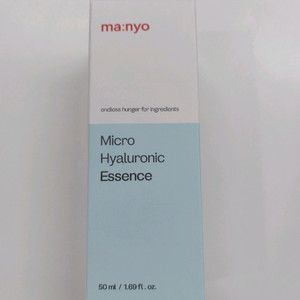 ma:nyo
endless hunger for ingredients
Micro
Hyaluronic
Essence
50 ml / 1.69 fl. oz.